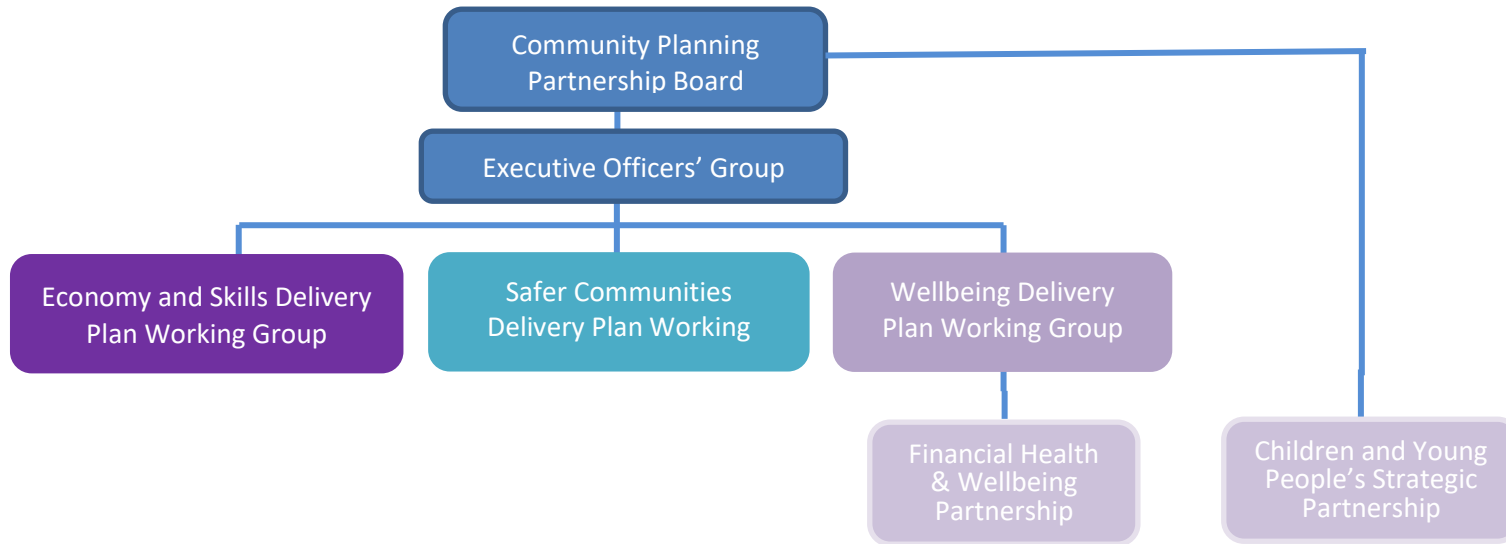 Community Planning
Partnership Board
Executive Officers’ Group
Economy and Skills Delivery
Plan Working Group
Safer Communities
Delivery Plan Working
Wellbeing Delivery
Plan Working Group
Financial Health
& Wellbeing
Partnership
Children and Young
People’s Strategic
Partnership